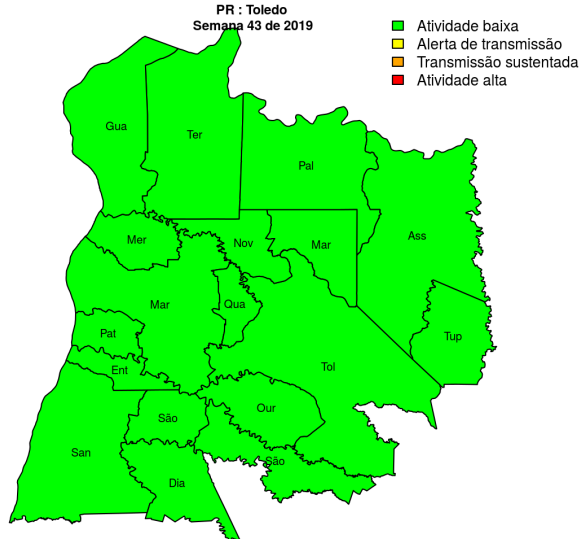 PR : Toledo
Semana 43 de 2019
Atividade baixa
Alerta de transmissão
Transmissão sustentada
Atividade alta
Gua
Ter
Pal
Mer
Nov
Mar
Ass
Mar
Qua
Pat
Tup
Ent
Tol
São
Our
San
São
Dia